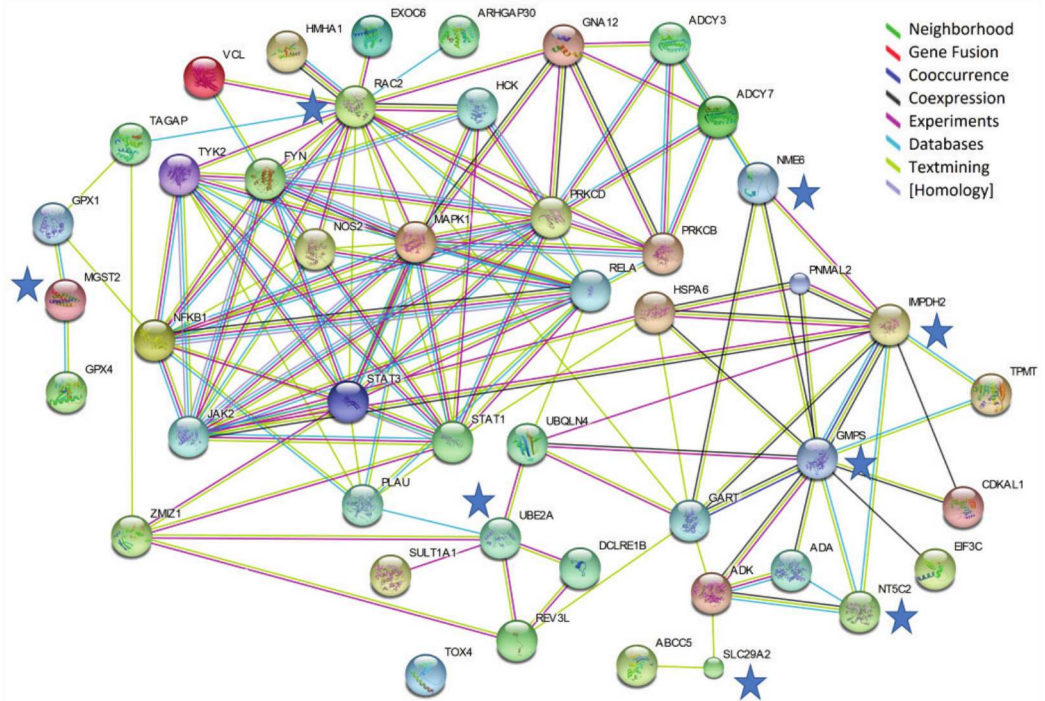 EXOC6
ARHGAP30
HMHA1
GNA12
ADCY3
Neighborhood
VCL
Gene Fusion
Cooccurrence
RAC2
HCK
Coexpression
ADCY7
Experiments
TAGAP
Databases
TYK2
FYN
NME6
Textmining
[Homology]
GPX1
PRKCD
NOS2
MAPK1
PRKCB
RELA
MGST2
PNMAL2
HSPA6
IMPDH2
NFKB1
GPX4
STAT3
TPMT
JAK2
STAT1
UBQLN4
GMPS
PLAU
GART
CDKAL1
ZMIZ1
UBE2A
SULT1A1
DCLRE1B
ADA
EIF3C
ADK
NT5C2
REV3L
ABCC5
SLC29A2
TOX4